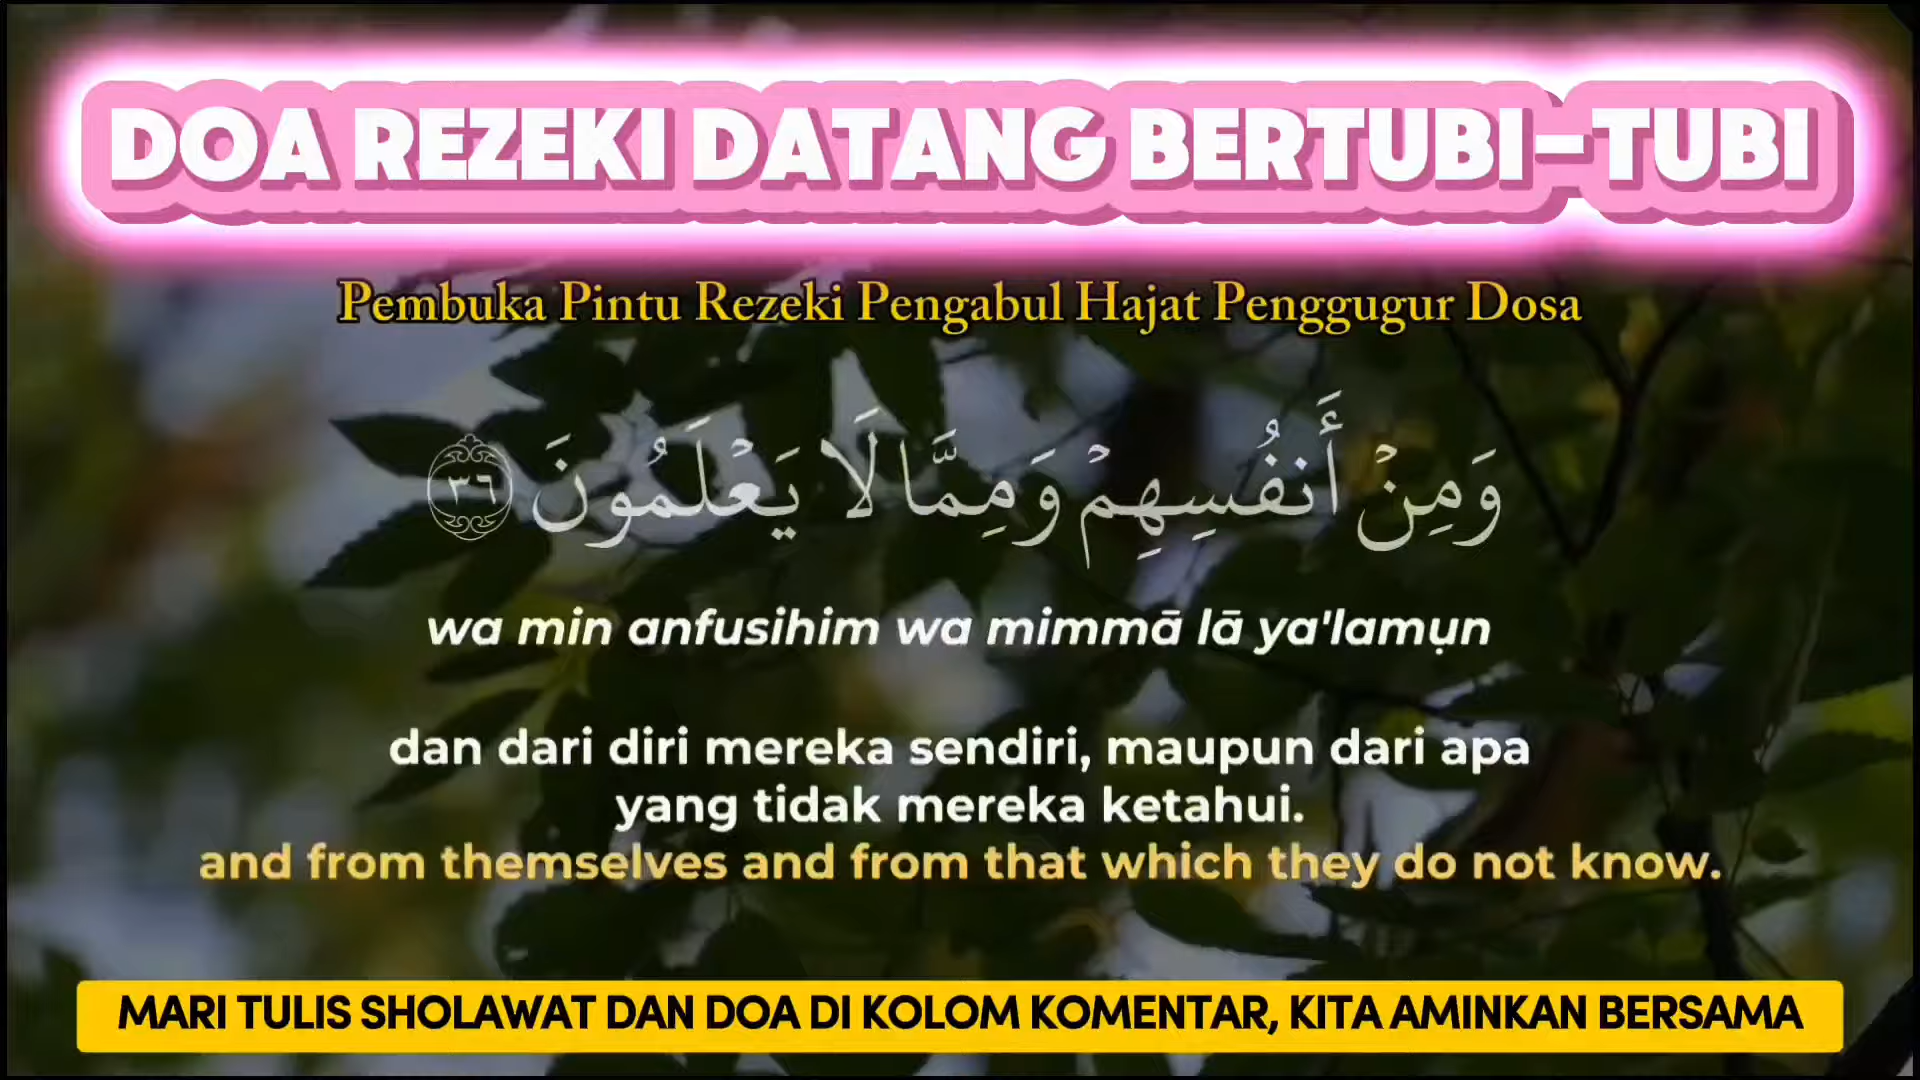 DOA REZEKI DATANG BERTUBI-TUBI
Pembuka Pintu Rezeki Pengabul Hajat Penggugur Dosa
وَمِنْ أَنفُسِهِمْ وَمِمَّا لَا يَعْلَمُونَ ٣٦
wa min anfusihim wa mimmā lā ya'lamụn
dan dari diri mereka sendiri, maupun dari apa
yang tidak mereka ketahui.
and from themselves and from that which they do not know.
MARI TULIS SHOLAWAT DAN DOA DI KOLOM KOMENTAR, KITA AMINKAN BERSAMA